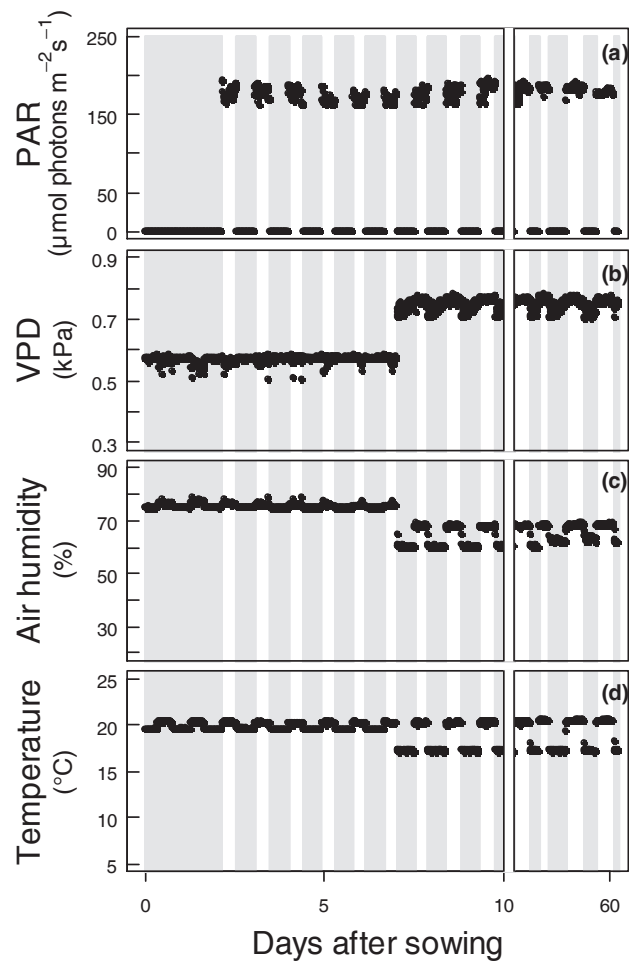 PAR
(µmol photons m⁻²s⁻¹)
250
150
50
0
(a)
VPD
(kPa)
0.9
0.7
0.5
0.3
(b)
Air humidity
(%)
90
70
50
30
(c)
Temperature
(°C)
25
20
15
10
5
(d)
0
5
10
60
Days after sowing